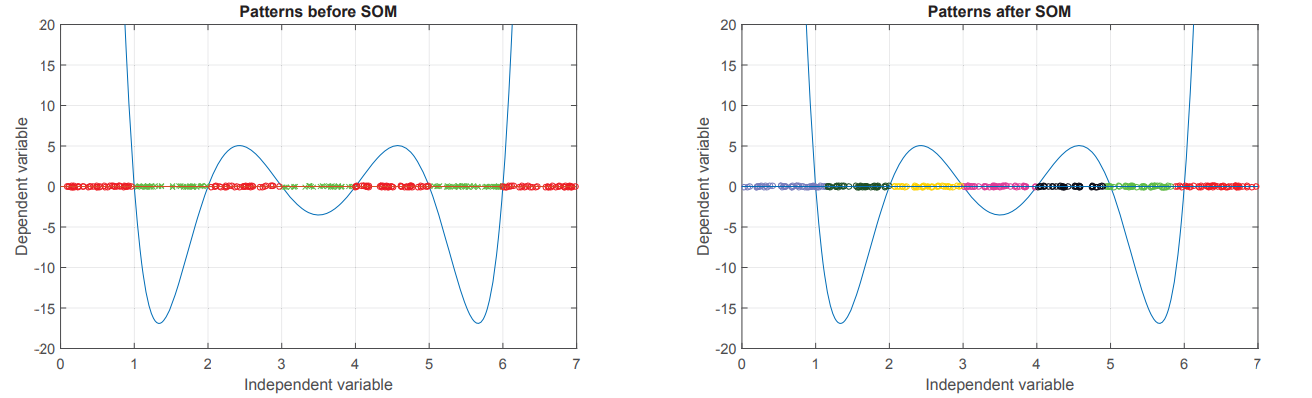 Patterns before SOM
20
15
10
5
0
-5
-10
-15
-20
Dependent variable
0 1 2 3 4 5 6 7
Independent variable
Patterns after SOM
20
15
10
5
0
-5
-10
-15
-20
Dependent variable
0 1 2 3 4 5 6 7
Independent variable